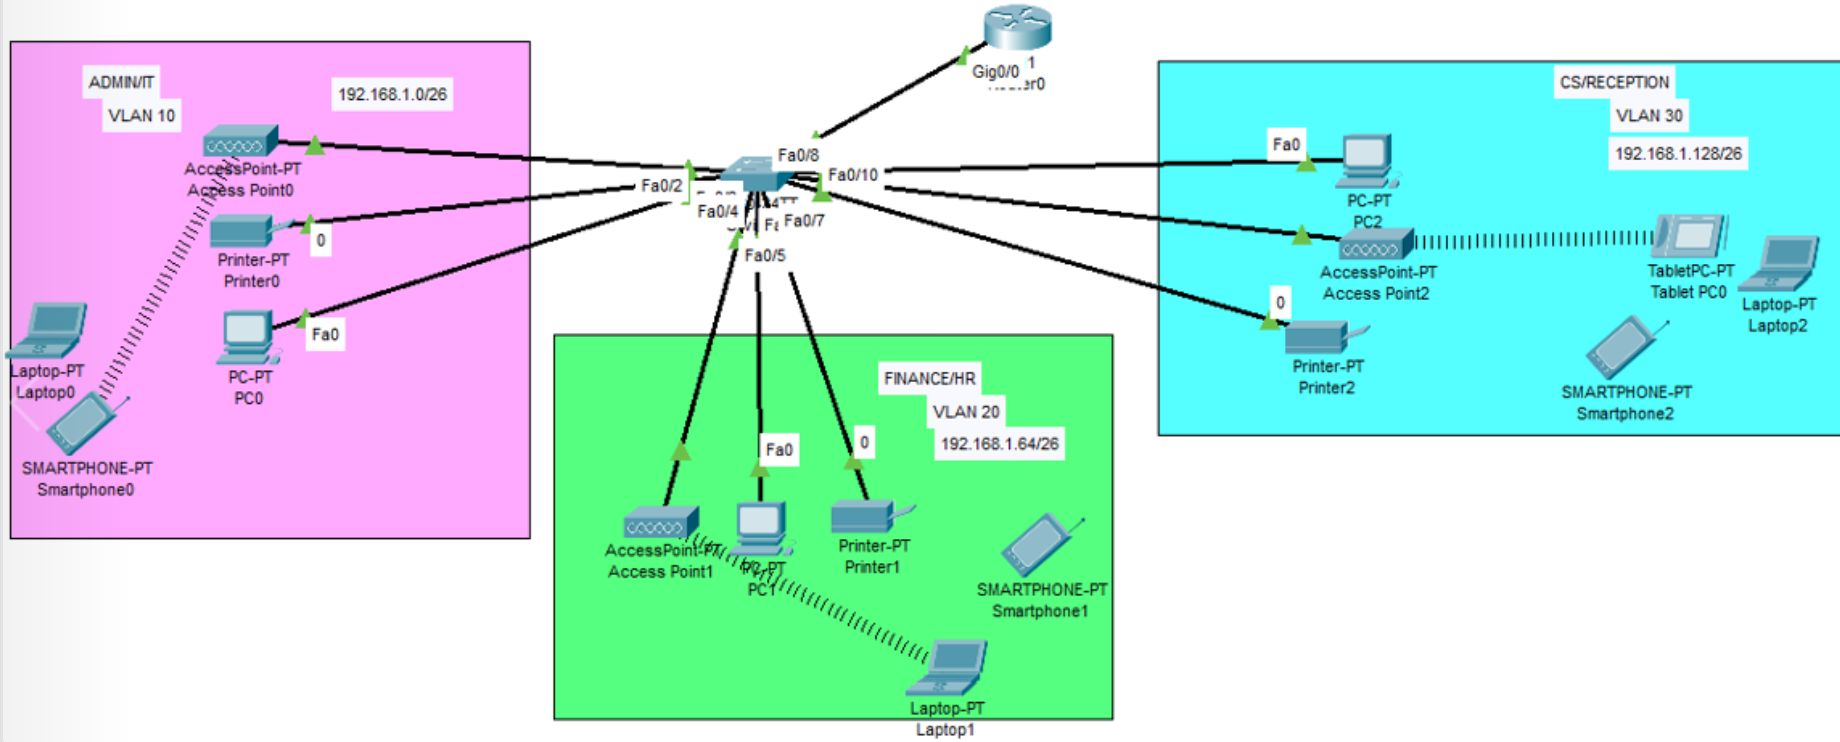 ADMIN/IT
VLAN 10
192.168.1.0/26
AccessPoint-PT
Access Point0
Printer-PT
Printer0
0
Laptop-PT
Laptop0
PC-PT
PC0
Fa0
SMARTPHONE-PT
Smartphone0
Gig0/0
1
Fa0/8
Fa0/2
Fa0/10
Fa0/4
Fa0/7
Fa0/5
FINANCE/HR
VLAN 20
192.168.1.64/26
Fa0
0
AccessPoint-PT
Access Point1
PC-PT
PC1
Printer-PT
Printer1
SMARTPHONE-PT
Smartphone1
Laptop-PT
Laptop1
CS/RECEPTION
VLAN 30
192.168.1.128/26
Fa0
PC-PT
PC2
AccessPoint-PT
Access Point2
TabletPC-PT
Tablet PC0
Laptop-PT
Laptop2
0
Printer-PT
Printer2
SMARTPHONE-PT
Smartphone2